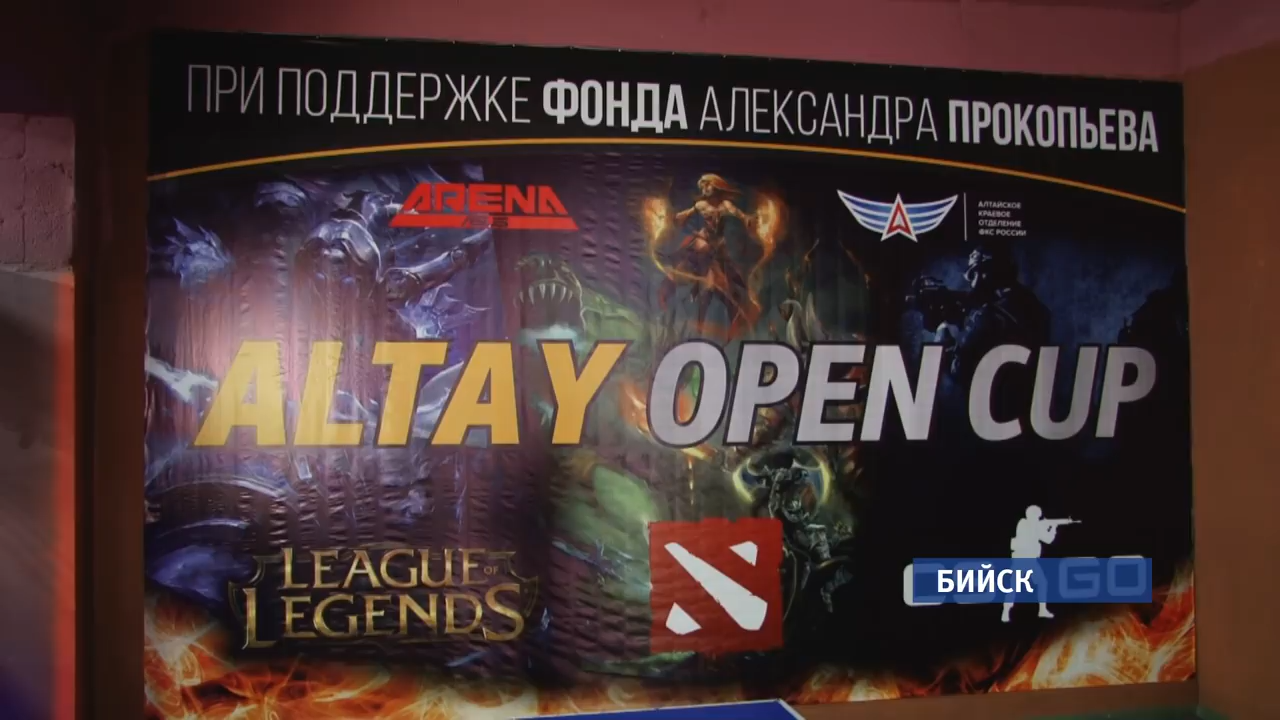 ПРИ ПОДДЕРЖКЕ ФОНДА АЛЕКСАНДРА ПРОКОПЬЕВА
ARENA
АЛТАЙСКОЕ
КРАЕВОЕ
ОТДЕЛЕНИЕ
ФКС РОССИИ
ALTAY OPEN CUP
LEAGUE OF
LEGENDS
GO
БИЙСК